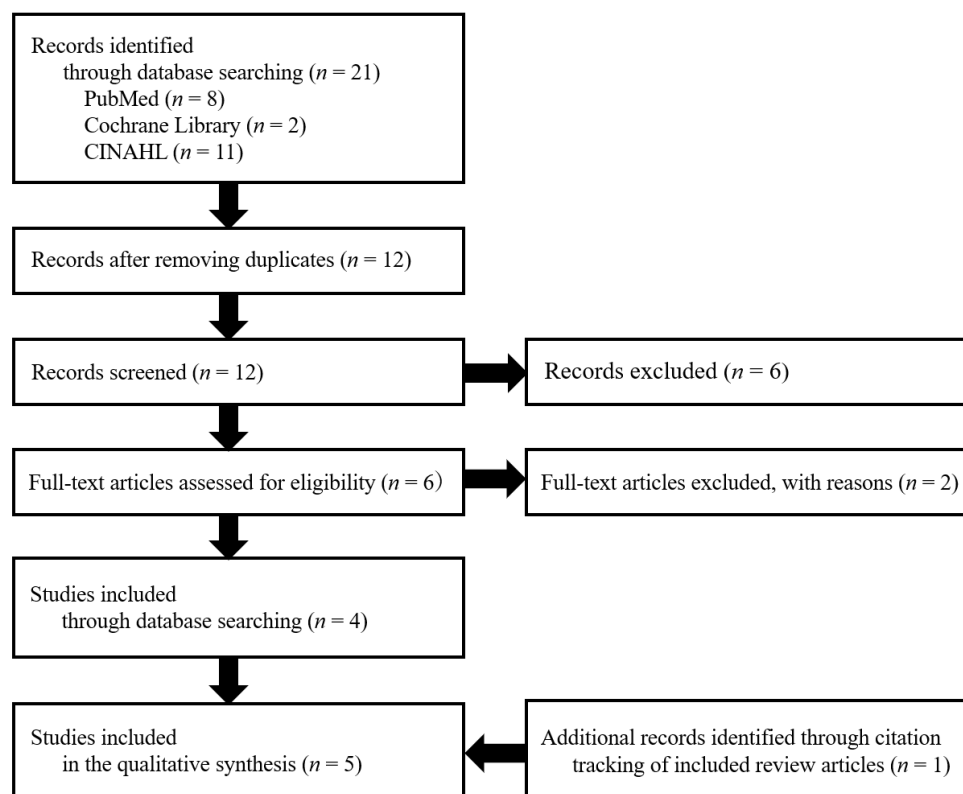 Records identified
through database searching (n = 21)
PubMed (n = 8)
Cochrane Library (n = 2)
CINAHL (n = 11)
Records after removing duplicates (n = 12)
Records screened (n = 12)
Records excluded (n = 6)
Full-text articles assessed for eligibility (n = 6)
Full-text articles excluded, with reasons (n = 2)
Studies included
through database searching (n = 4)
Studies included
in the qualitative synthesis (n = 5)
Additional records identified through citation
tracking of included review articles (n = 1)